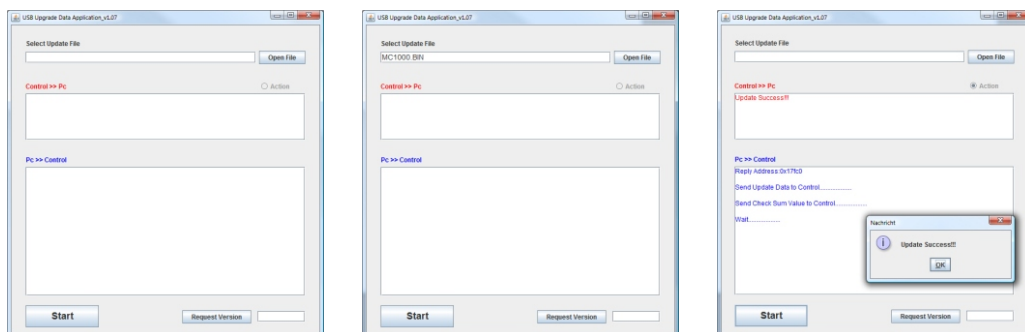 USB Upgrade Data Application_v1.07
Select Update File
Open File
Control >> Pc
Action
Pc >> Control
Start
Request Version
USB Upgrade Data Application_v1.07
Select Update File
MC1000 BIN
Open File
Control >> Pc
Action
Pc >> Control
Start
Request Version
USB Upgrade Data Application_v1.07
Select Update File
Open File
Control >> Pc
Action
Update Success!!!
Pc >> Control
Reply Address:0x17fc0
Send Update Data to Control.................
Send Check Sum Value to Control.................
Wait.................
Nachricht
Update Success!!!
OK
Start
Request Version